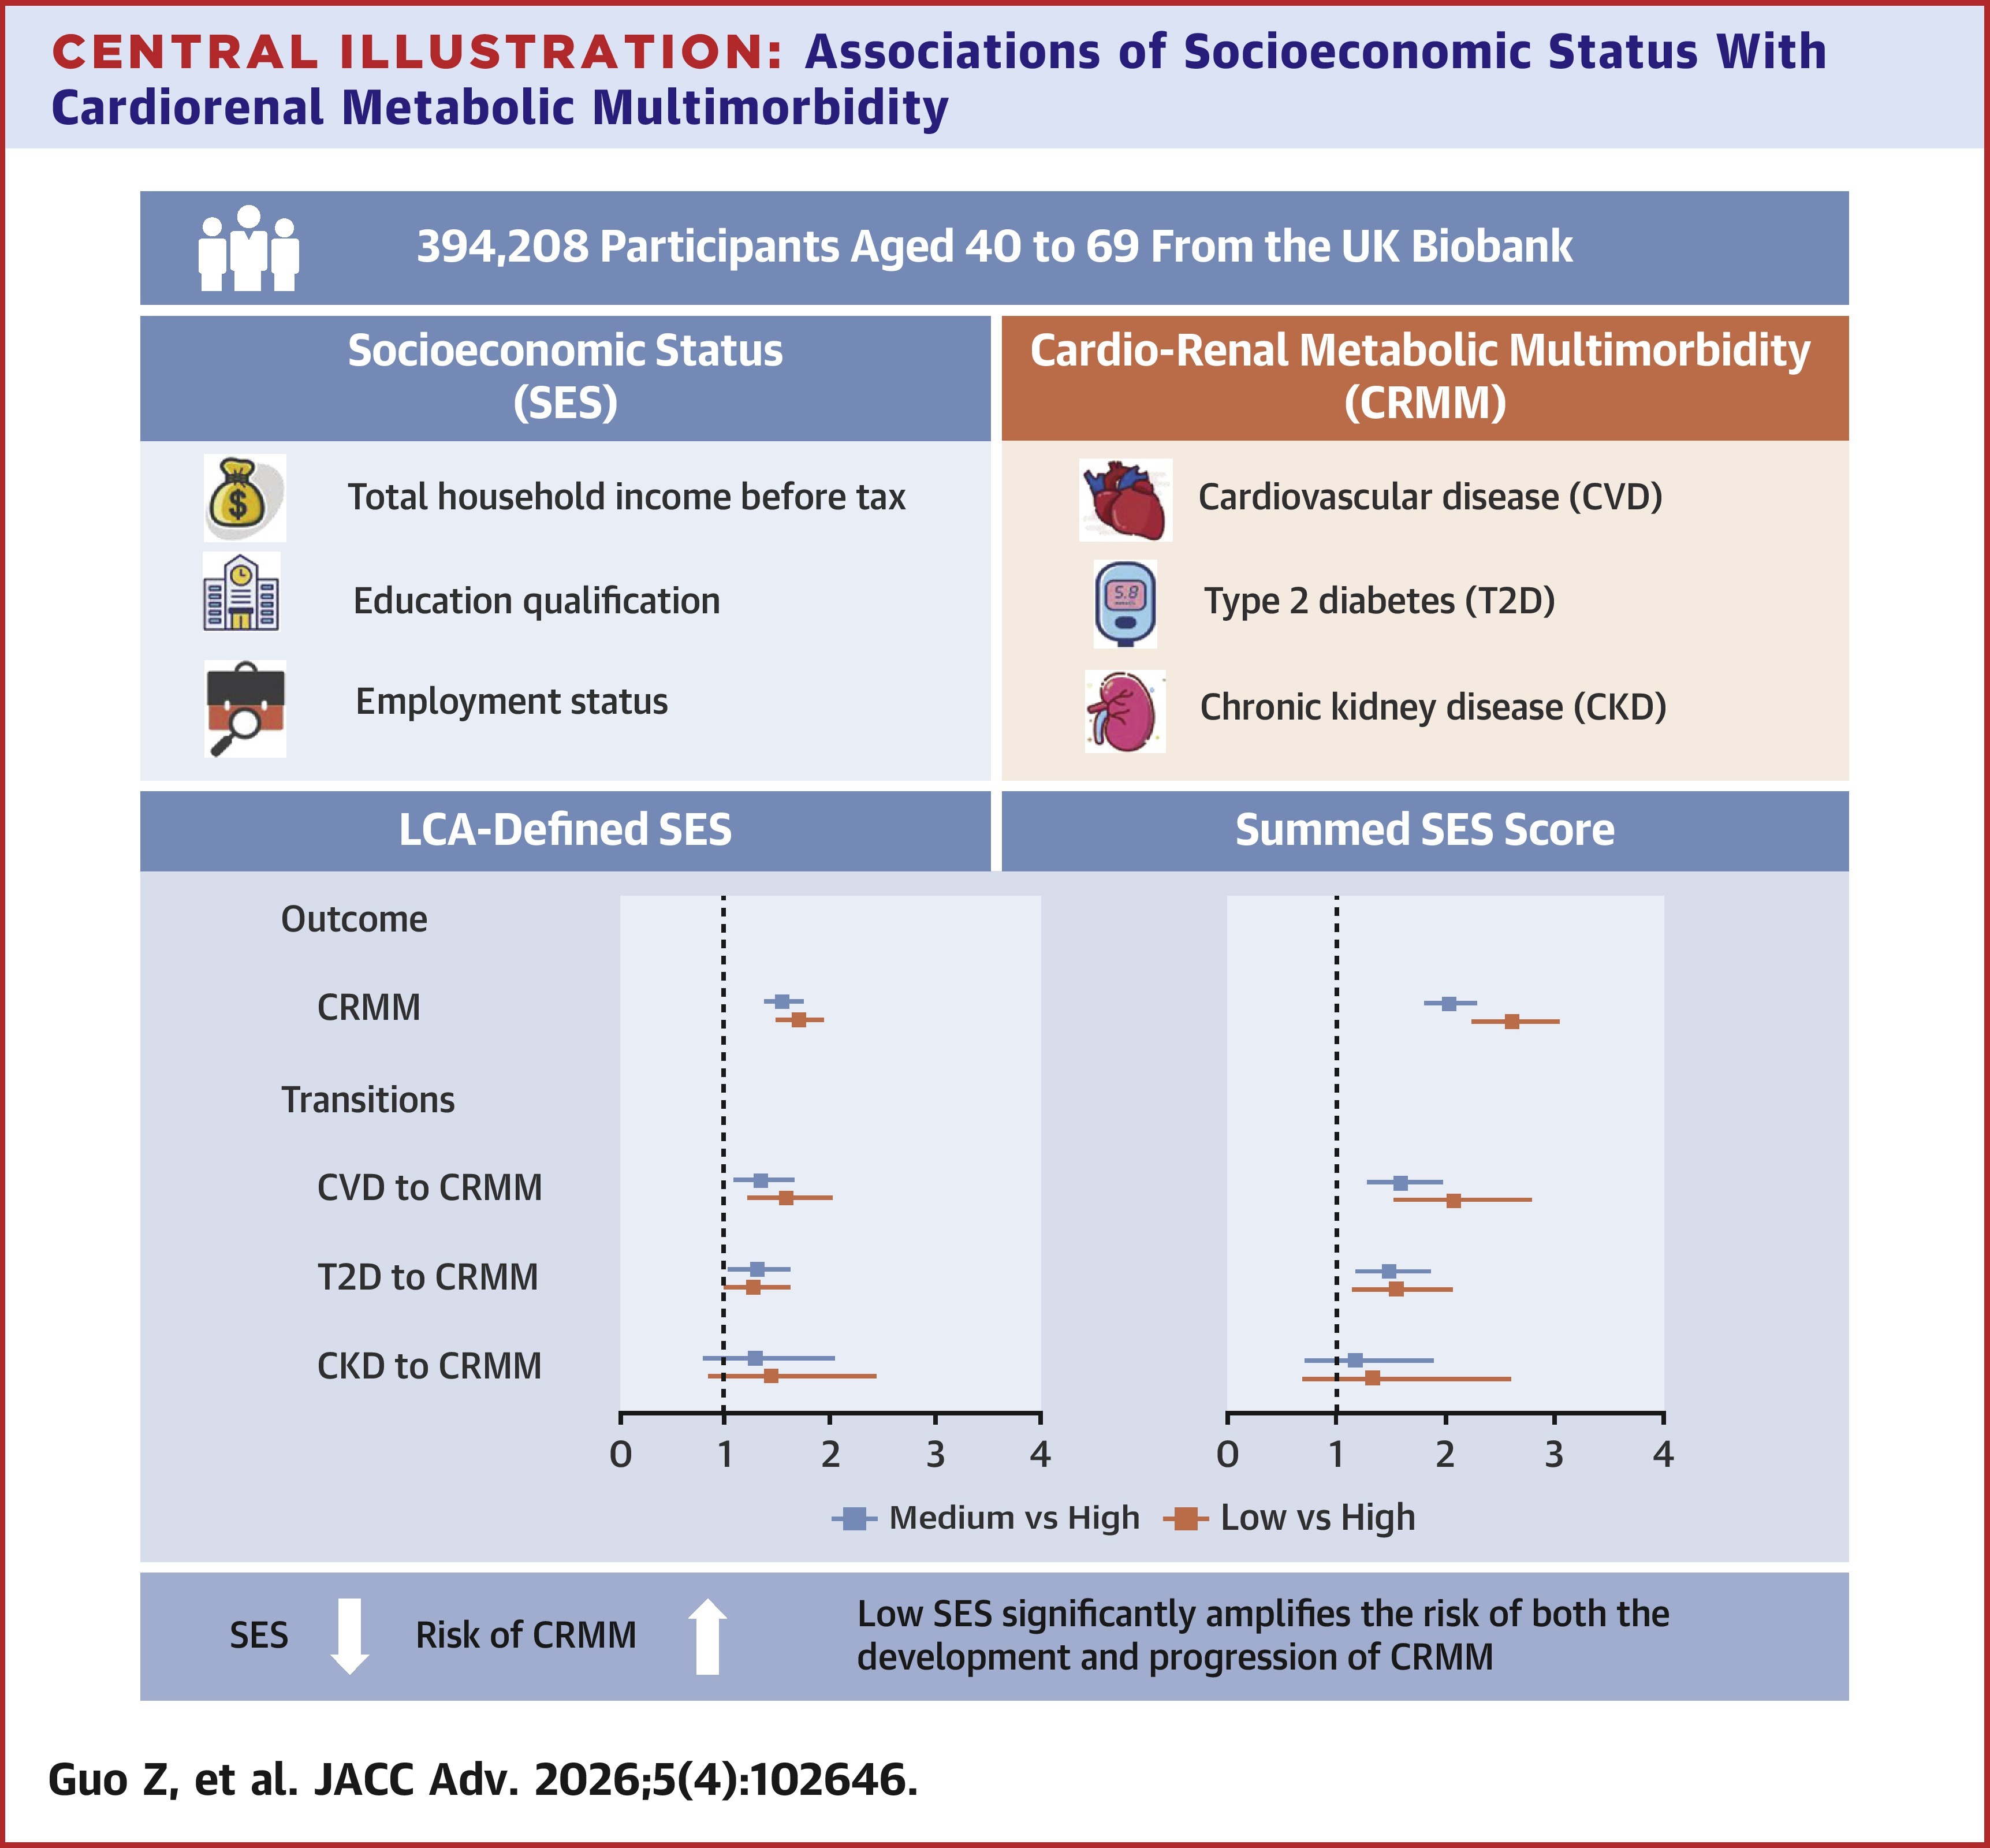 CENTRAL ILLUSTRATION: Associations of Socioeconomic Status With
Cardiorenal Metabolic Multimorbidity
394,208 Participants Aged 40 to 69 From the UK Biobank
Socioeconomic Status
(SES)
Total household income before tax
Education qualification
Employment status
Cardio-Renal Metabolic Multimorbidity
(CRMM)
Cardiovascular disease (CVD)
5.8
Type 2 diabetes (T2D)
Chronic kidney disease (CKD)
LCA-Defined SES
Summed SES Score
Outcome
CRMM
Transitions
CVD to CRMM
T2D to CRMM
CKD to CRMM
0 1 2 3 4
0 1 2 3 4
Medium vs High
Low vs High
SES
Risk of CRMM
Low SES significantly amplifies the risk of both the
development and progression of CRMM
Guo Z, et al. JACC Adv. 2026;5(4):102646.